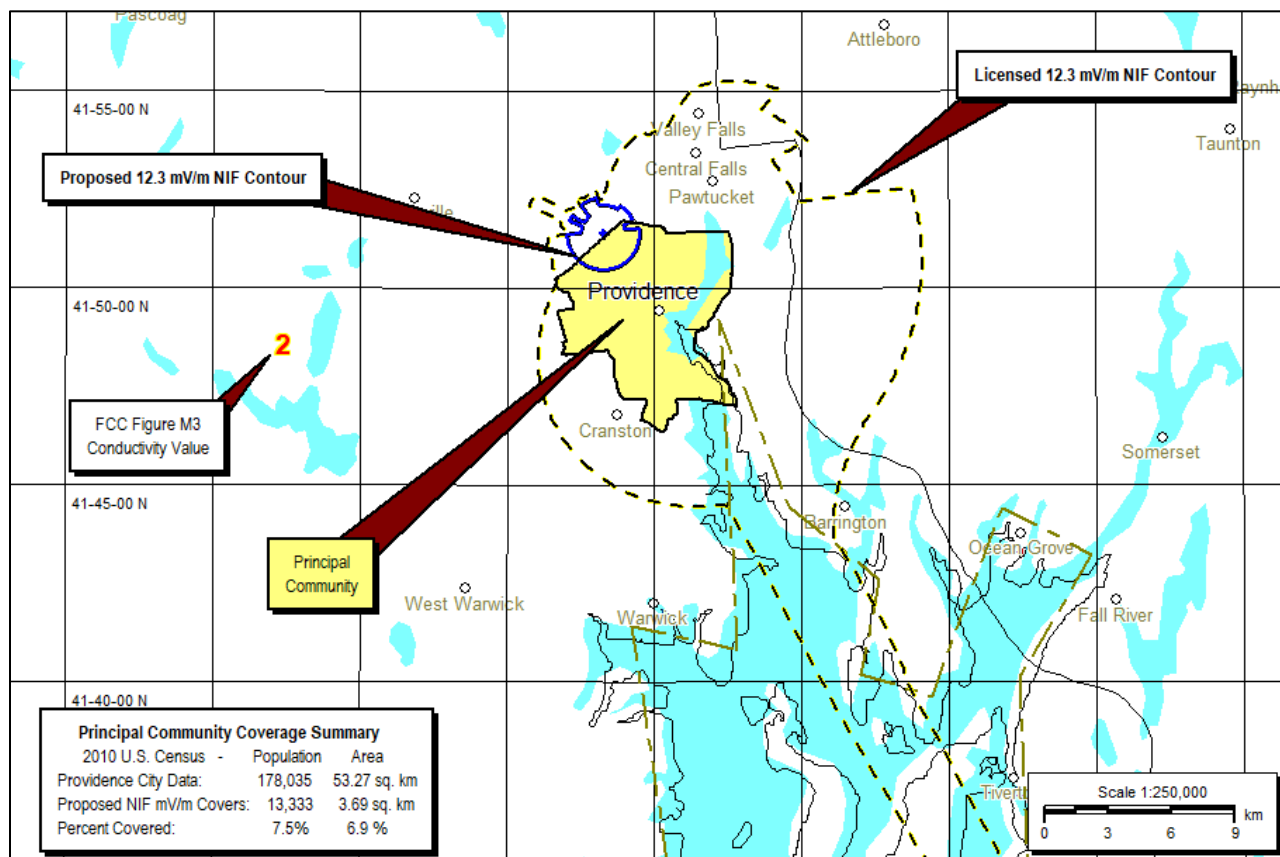 Pascoag
Attleboro
Licensed 12.3 mV/m NIF Contour
41-55-00 N
Valley Falls
Taunton
Central Falls
Proposed 12.3 mV/m NIF Contour
Pawtucket
41-50-00 N
Providence
2
FCC Figure M3
Conductivity Value
Cranston
Somerset
41-45-00 N
Barrington
Ocean Grove
Principal
Community
West Warwick
Warwick
Fall River
41-40-00 N
Principal Community Coverage Summary
2010 U.S. Census - Population Area
Providence City Data: 178,035 53.27 sq. km
Proposed NIF mV/m Covers: 13,333 3.69 sq. km
Percent Covered: 7.5% 6.9 %
Scale 1:250,000
0 3 6 9 km